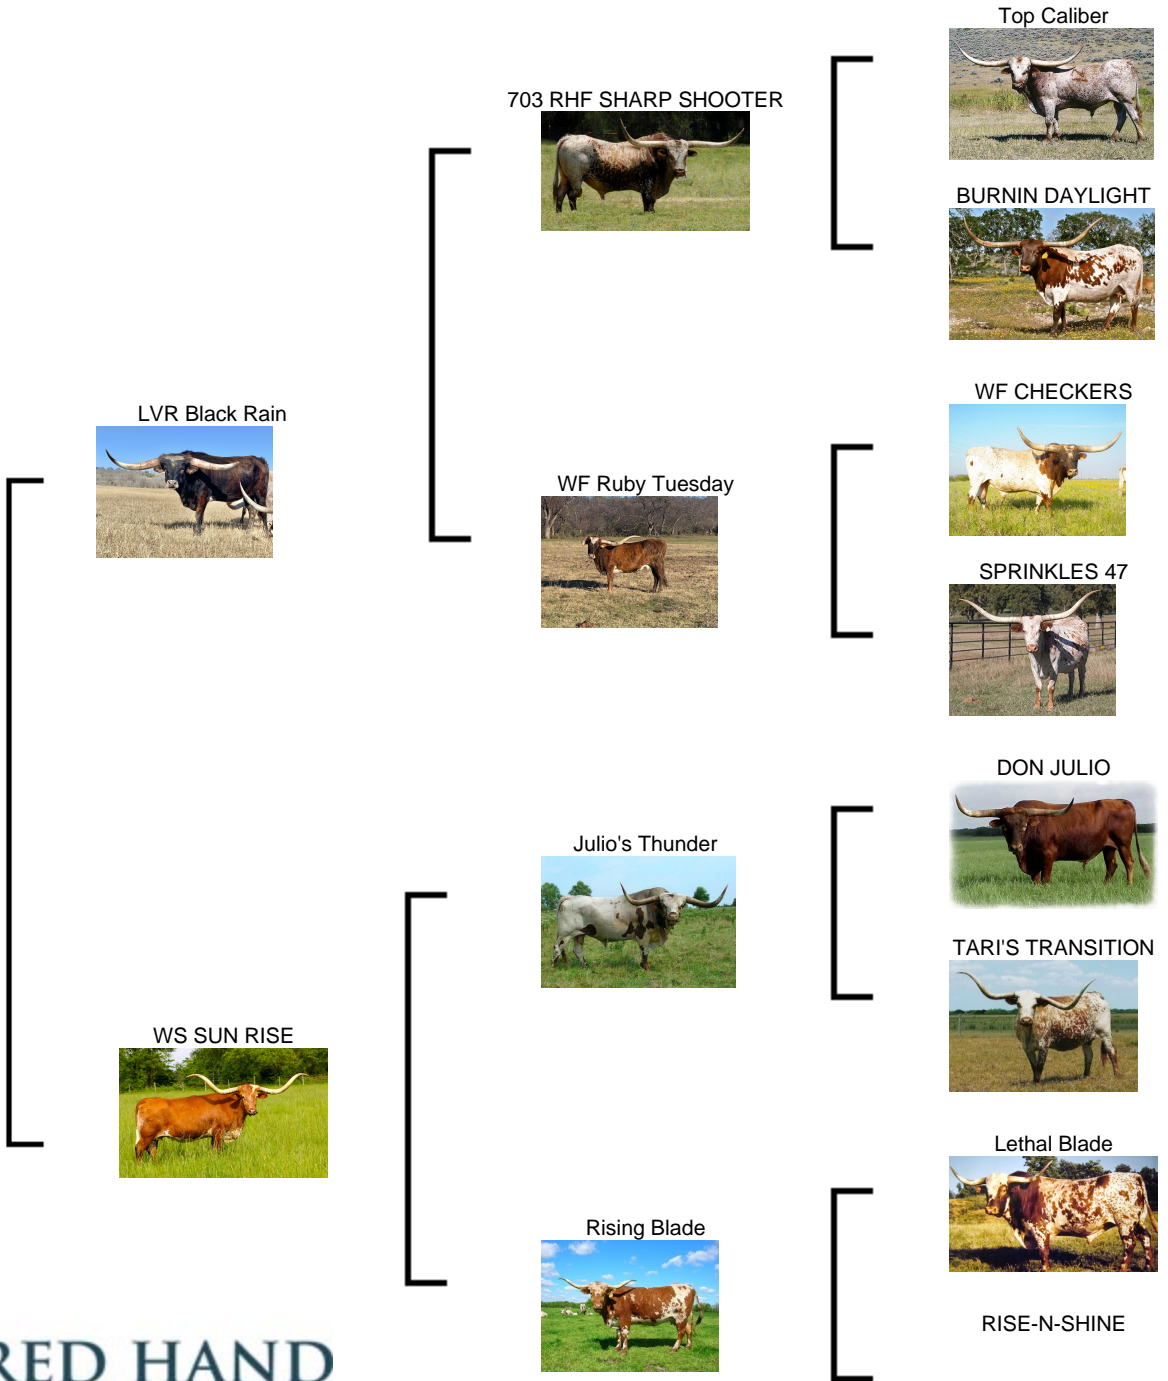 Top Caliber
703 RHF SHARP SHOOTER
BURNIN DAYLIGHT
WF CHECKERS
LVR Black Rain
WF Ruby Tuesday
SPRINKLES 47
DON JULIO
Julio's Thunder
TARI'S TRANSITION
WS SUN RISE
Lethal Blade
Rising Blade
RISE-N-SHINE
RED HAND